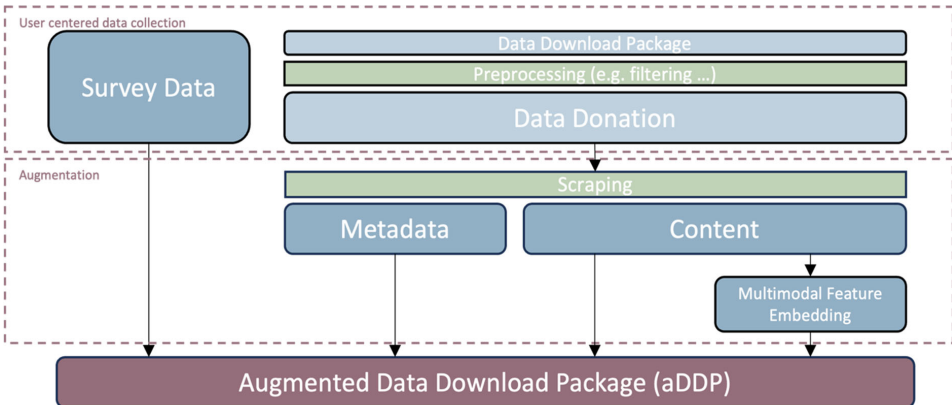 User centered data collection
Survey Data
Data Download Package
Preprocessing (e.g. filtering ...)
Data Donation
Augmentation
Scraping
Metadata
Content
Multimodal Feature
Embedding
Augmented Data Download Package (aDDP)